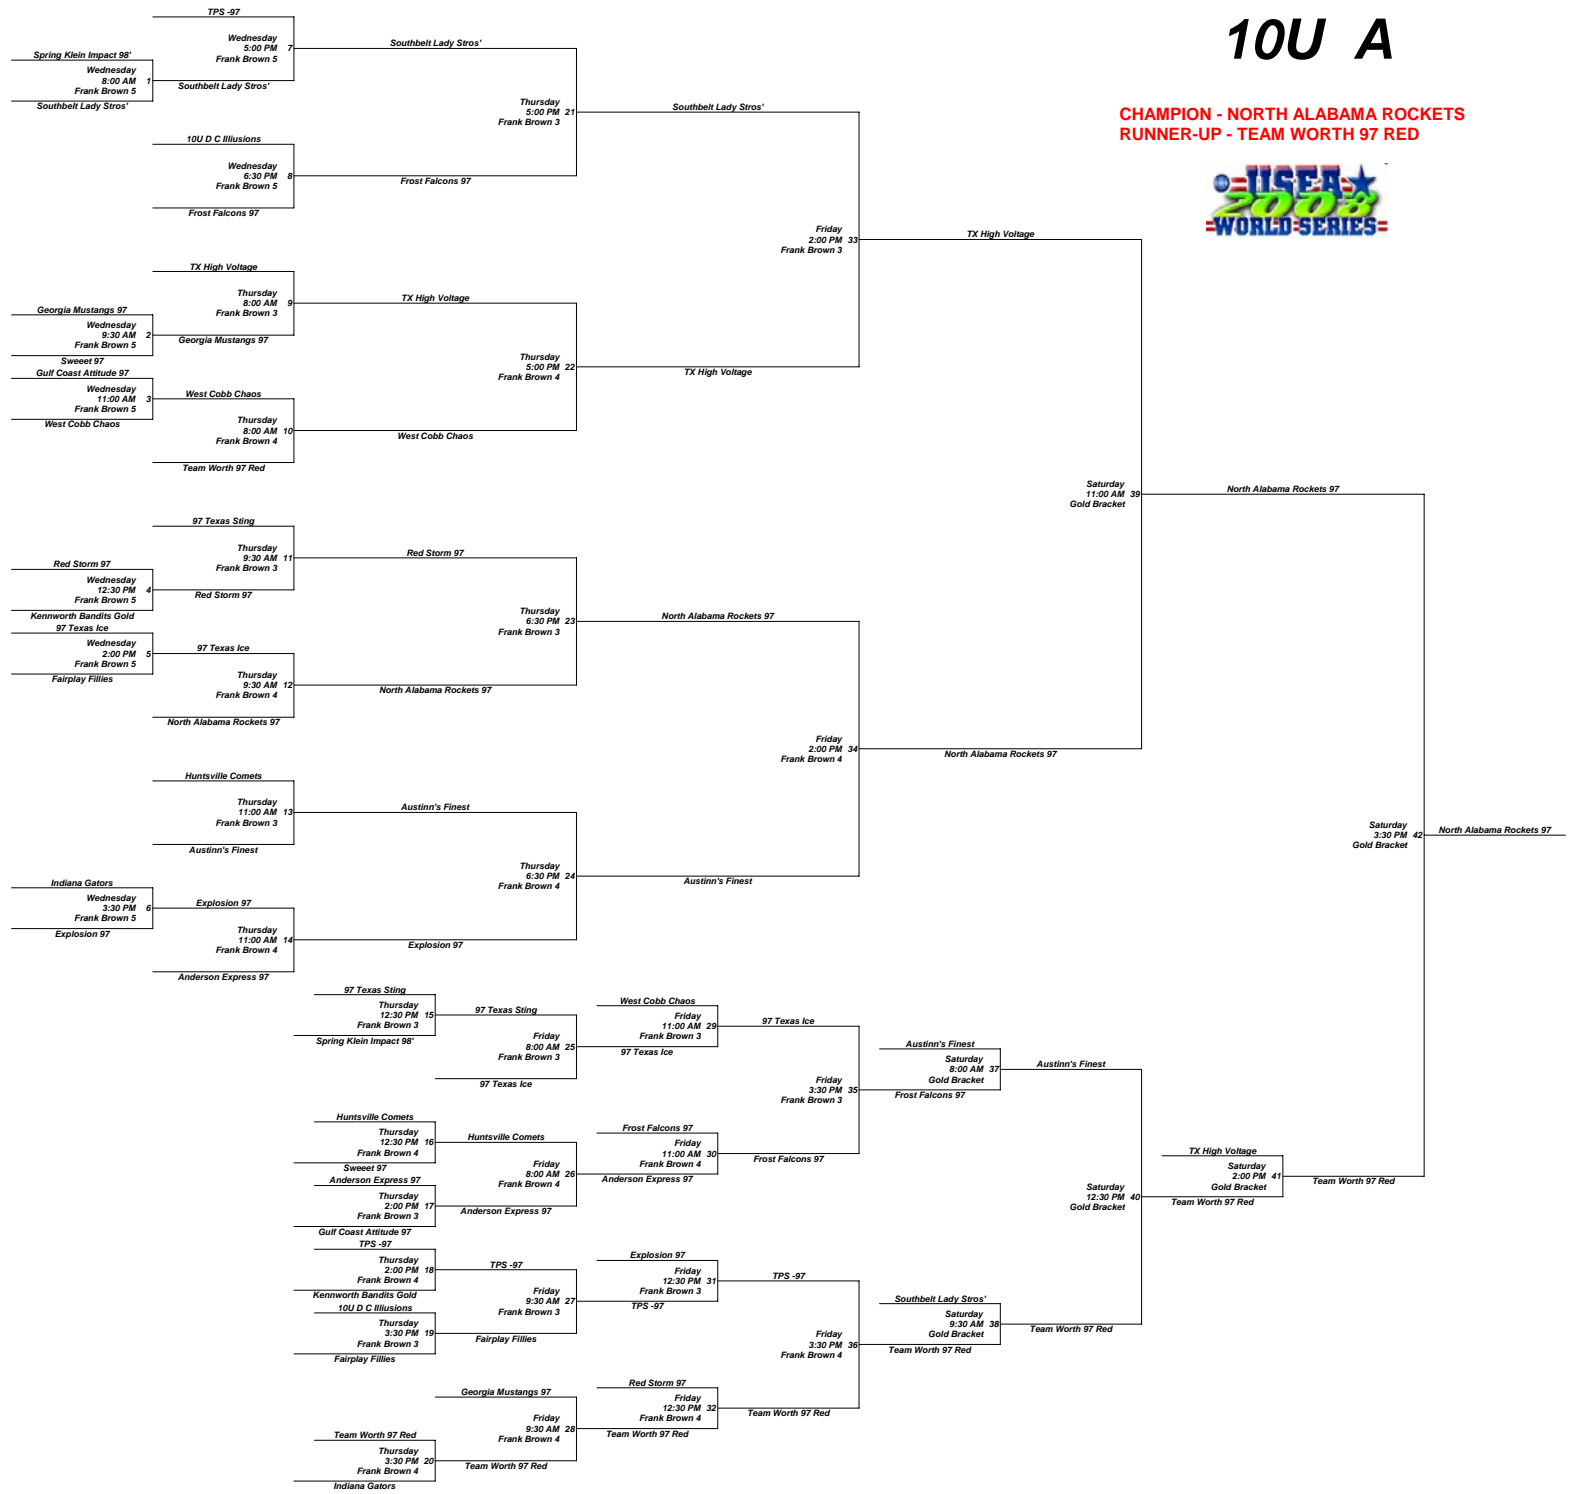 10U A
CHAMPION - NORTH ALABAMA ROCKETS
RUNNER-UP - TEAM WORTH 97 RED
USFA
2008
WORLD SERIES
TPS -97
Wednesday
5:00 PM 7
Frank Brown 5
Southbelt Lady Stros'
Spring Klein Impact 98'
Wednesday
8:00 AM 1
Frank Brown 5
Southbelt Lady Stros'
Southbelt Lady Stros'
Thursday
5:00 PM 21
Frank Brown 3
Southbelt Lady Stros'
10U D C Illiusions
Wednesday
6:30 PM 8
Frank Brown 5
Frost Falcons 97
Frost Falcons 97
Friday
2:00 PM 33
Frank Brown 3
TX High Voltage
TX High Voltage
Thursday
8:00 AM 9
Frank Brown 3
TX High Voltage
Georgia Mustangs 97
Wednesday
9:30 AM 2
Frank Brown 5
Georgia Mustangs 97
Sweeet 97
Thursday
5:00 PM 22
Frank Brown 4
TX High Voltage
Gulf Coast Attitude 97
Wednesday
11:00 AM 3
Frank Brown 5
West Cobb Chaos
West Cobb Chaos
Thursday
8:00 AM 10
Frank Brown 4
West Cobb Chaos
Team Worth 97 Red
Saturday
11:00 AM 39
Gold Bracket
North Alabama Rockets 97
97 Texas Sting
Thursday
9:30 AM 11
Frank Brown 3
Red Storm 97
Red Storm 97
Wednesday
12:30 PM 4
Frank Brown 5
Red Storm 97
Kennworth Bandits Gold
Thursday
6:30 PM 23
Frank Brown 3
North Alabama Rockets 97
97 Texas Ice
Wednesday
2:00 PM 5
Frank Brown 5
97 Texas Ice
Fairplay Fillies
Thursday
9:30 AM 12
Frank Brown 4
North Alabama Rockets 97
North Alabama Rockets 97
Friday
2:00 PM 34
Frank Brown 4
North Alabama Rockets 97
Huntsville Comets
Thursday
11:00 AM 13
Frank Brown 3
Austinn's Finest
Austinn's Finest
Thursday
6:30 PM 24
Frank Brown 4
Austinn's Finest
Indiana Gators
Wednesday
3:30 PM 6
Frank Brown 5
Explosion 97
Explosion 97
Thursday
11:00 AM 14
Frank Brown 4
Explosion 97
Anderson Express 97
Saturday
3:30 PM 42
Gold Bracket
North Alabama Rockets 97
97 Texas Sting
Thursday
12:30 PM 15
Frank Brown 3
Spring Klein Impact 98'
97 Texas Sting
Friday
8:00 AM 25
Frank Brown 3
97 Texas Ice
West Cobb Chaos
Friday
11:00 AM 29
Frank Brown 3
97 Texas Ice
97 Texas Ice
Friday
3:30 PM 35
Frank Brown 3
Austinn's Finest
Saturday
8:00 AM 37
Gold Bracket
Frost Falcons 97
Austinn's Finest
Huntsville Comets
Thursday
12:30 PM 16
Frank Brown 4
Sweeet 97
Huntsville Comets
Friday
8:00 AM 26
Frank Brown 4
Anderson Express 97
Thursday
2:00 PM 17
Frank Brown 3
Gulf Coast Attitude 97
Anderson Express 97
Frost Falcons 97
Friday
11:00 AM 30
Frank Brown 4
Anderson Express 97
Frost Falcons 97
Saturday
12:30 PM 40
Gold Bracket
TX High Voltage
Saturday
2:00 PM 41
Gold Bracket
Team Worth 97 Red
Team Worth 97 Red
TPS -97
Thursday
2:00 PM 18
Frank Brown 4
Kennworth Bandits Gold
TPS -97
Friday
9:30 AM 27
Frank Brown 3
10U D C Illiusions
Thursday
3:30 PM 19
Frank Brown 3
Fairplay Fillies
Fairplay Fillies
Explosion 97
Friday
12:30 PM 31
Frank Brown 3
TPS -97
TPS -97
Friday
3:30 PM 36
Frank Brown 4
Southbelt Lady Stros'
Saturday
9:30 AM 38
Gold Bracket
Team Worth 97 Red
Team Worth 97 Red
Georgia Mustangs 97
Friday
9:30 AM 28
Frank Brown 4
Team Worth 97 Red
Thursday
3:30 PM 20
Frank Brown 4
Indiana Gators
Team Worth 97 Red
Red Storm 97
Friday
12:30 PM 32
Frank Brown 4
Team Worth 97 Red
Team Worth 97 Red